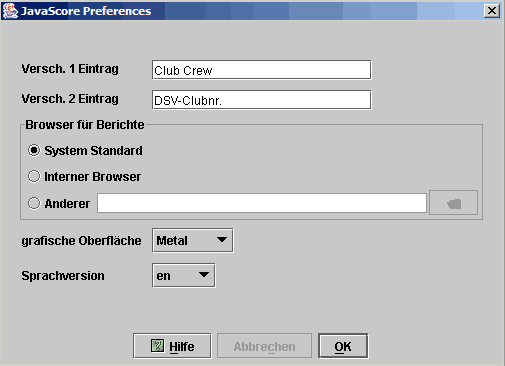 JavaScore Preferences
Versch. 1 Eintrag Club Crew
Versch. 2 Eintrag DSV-Clubnr.
Browser für Berichte
System Standard
Interner Browser
Anderer
grafische Oberfläche Metal
Sprachversion en
Hilfe Abbrechen OK